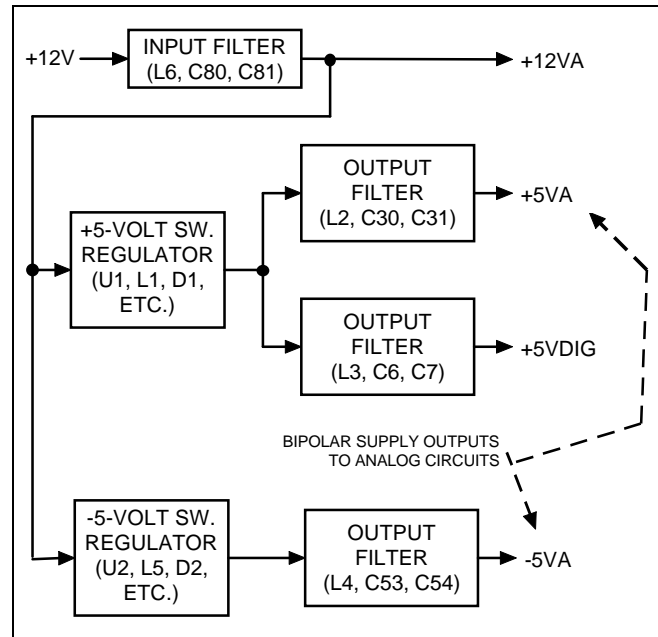 +12V
INPUT FILTER
(L6, C80, C81)
+12VA
OUTPUT
FILTER
(L2, C30, C31)
+5VA
+5-VOLT SW.
REGULATOR
(U1, L1, D1,
ETC.)
OUTPUT
FILTER
(L3, C6, C7)
+5VDIG
BIPOLAR SUPPLY OUTPUTS
TO ANALOG CIRCUITS
-5-VOLT SW.
REGULATOR
(U2, L5, D2,
ETC.)
OUTPUT
FILTER
(L4, C53, C54)
-5VA